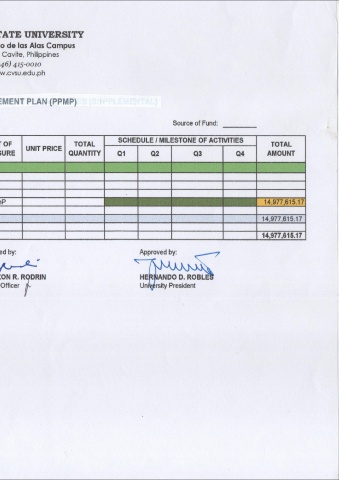 TATE UNIVERSITY
o de las Alas Campus
Cavite, Philippines
46) 415-0010
w.cvsu.edu.ph
EMENT PLAN (PPMP)
Source of Fund:
T OF
SURE
UNIT PRICE
TOTAL
QUANTITY
SCHEDULE / MILESTONE OF ACTIVITIES
Q1 Q2 Q3 Q4
TOTAL
AMOUNT
P 14,977,615.17
14,977,615.17
14,977,615.17
ed by: Approved by:
ON R. RODRIN HERNANDO D. ROBLES
Officer University President